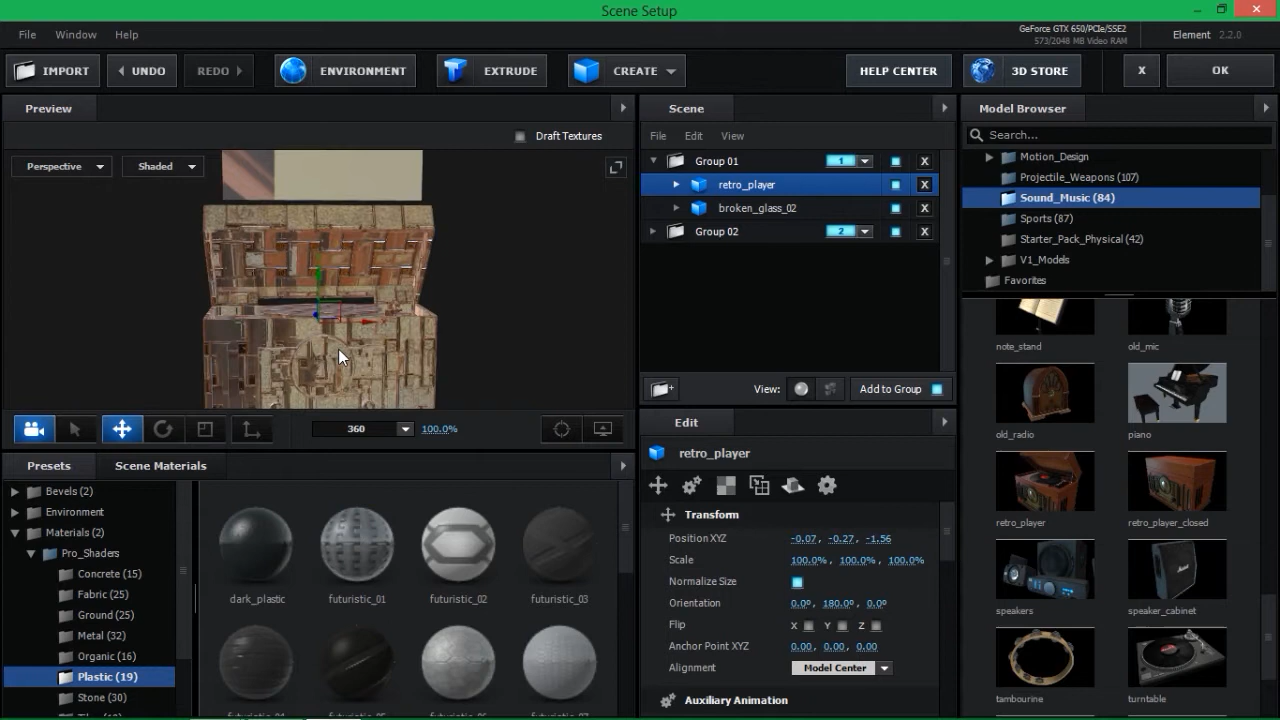 Scene Setup
File Window Help
GeForce GTX 650/PCIe/SSE2
573/2048 MB Video RAM
Element 2.2.0
IMPORT UNDO REDO ENVIRONMENT EXTRUDE CREATE HELP CENTER 3D STORE X OK
Preview
Draft Textures
Perspective Shaded
360 100.0%
Scene
File Edit View
Group 01 1 X
retro_player X
broken_glass_02 X
Group 02 2 X
View: Add to Group
Model Browser
Search...
Motion_Design
Projectile_Weapons (107)
Sound_Music (84)
Sports (87)
Starter_Pack_Physical (42)
V1_Models
Favorites
note_stand old_mic
old_radio piano
retro_player retro_player_closed
speakers speaker_cabinet
tambourine turntable
Presets Scene Materials
Bevels (2)
Environment
Materials (2)
Pro_Shaders
Concrete (15)
Fabric (25)
Ground (25)
Metal (32)
Organic (16)
Plastic (19)
Stone (30)
dark_plastic futuristic_01 futuristic_02 futuristic_03
Edit
retro_player
Transform
Position XYZ -0.07, -0.27, -1.56
Scale 100.0%, 100.0%, 100.0%
Normalize Size
Orientation 0.0º, 180.0º, 0.0º
Flip X Y Z
Anchor Point XYZ 0.00, 0.00, 0.00
Alignment Model Center
Auxiliary Animation